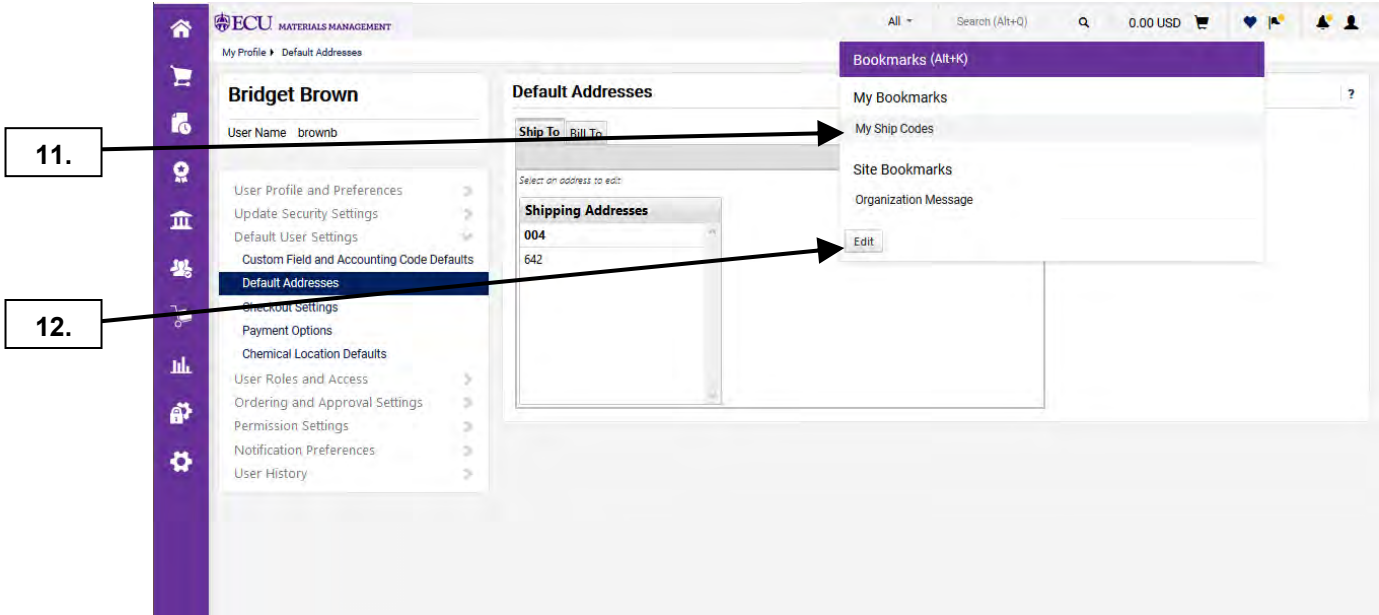 ECU MATERIALS MANAGEMENT
All
Search (Alt+Q)
0.00 USD
My Profile
Default Addresses
Bookmarks (Alt+K)
My Bookmarks
My Ship Codes
Site Bookmarks
Organization Message
Edit
Bridget Brown
User Name brownb
User Profile and Preferences
Update Security Settings
Default User Settings
Custom Field and Accounting Code Defaults
Default Addresses
Checkout Settings
Payment Options
Chemical Location Defaults
User Roles and Access
Ordering and Approval Settings
Permission Settings
Notification Preferences
User History
Default Addresses
?
Ship To
Bill To
Select an address to edit
Shipping Addresses
004
642
11.
12.